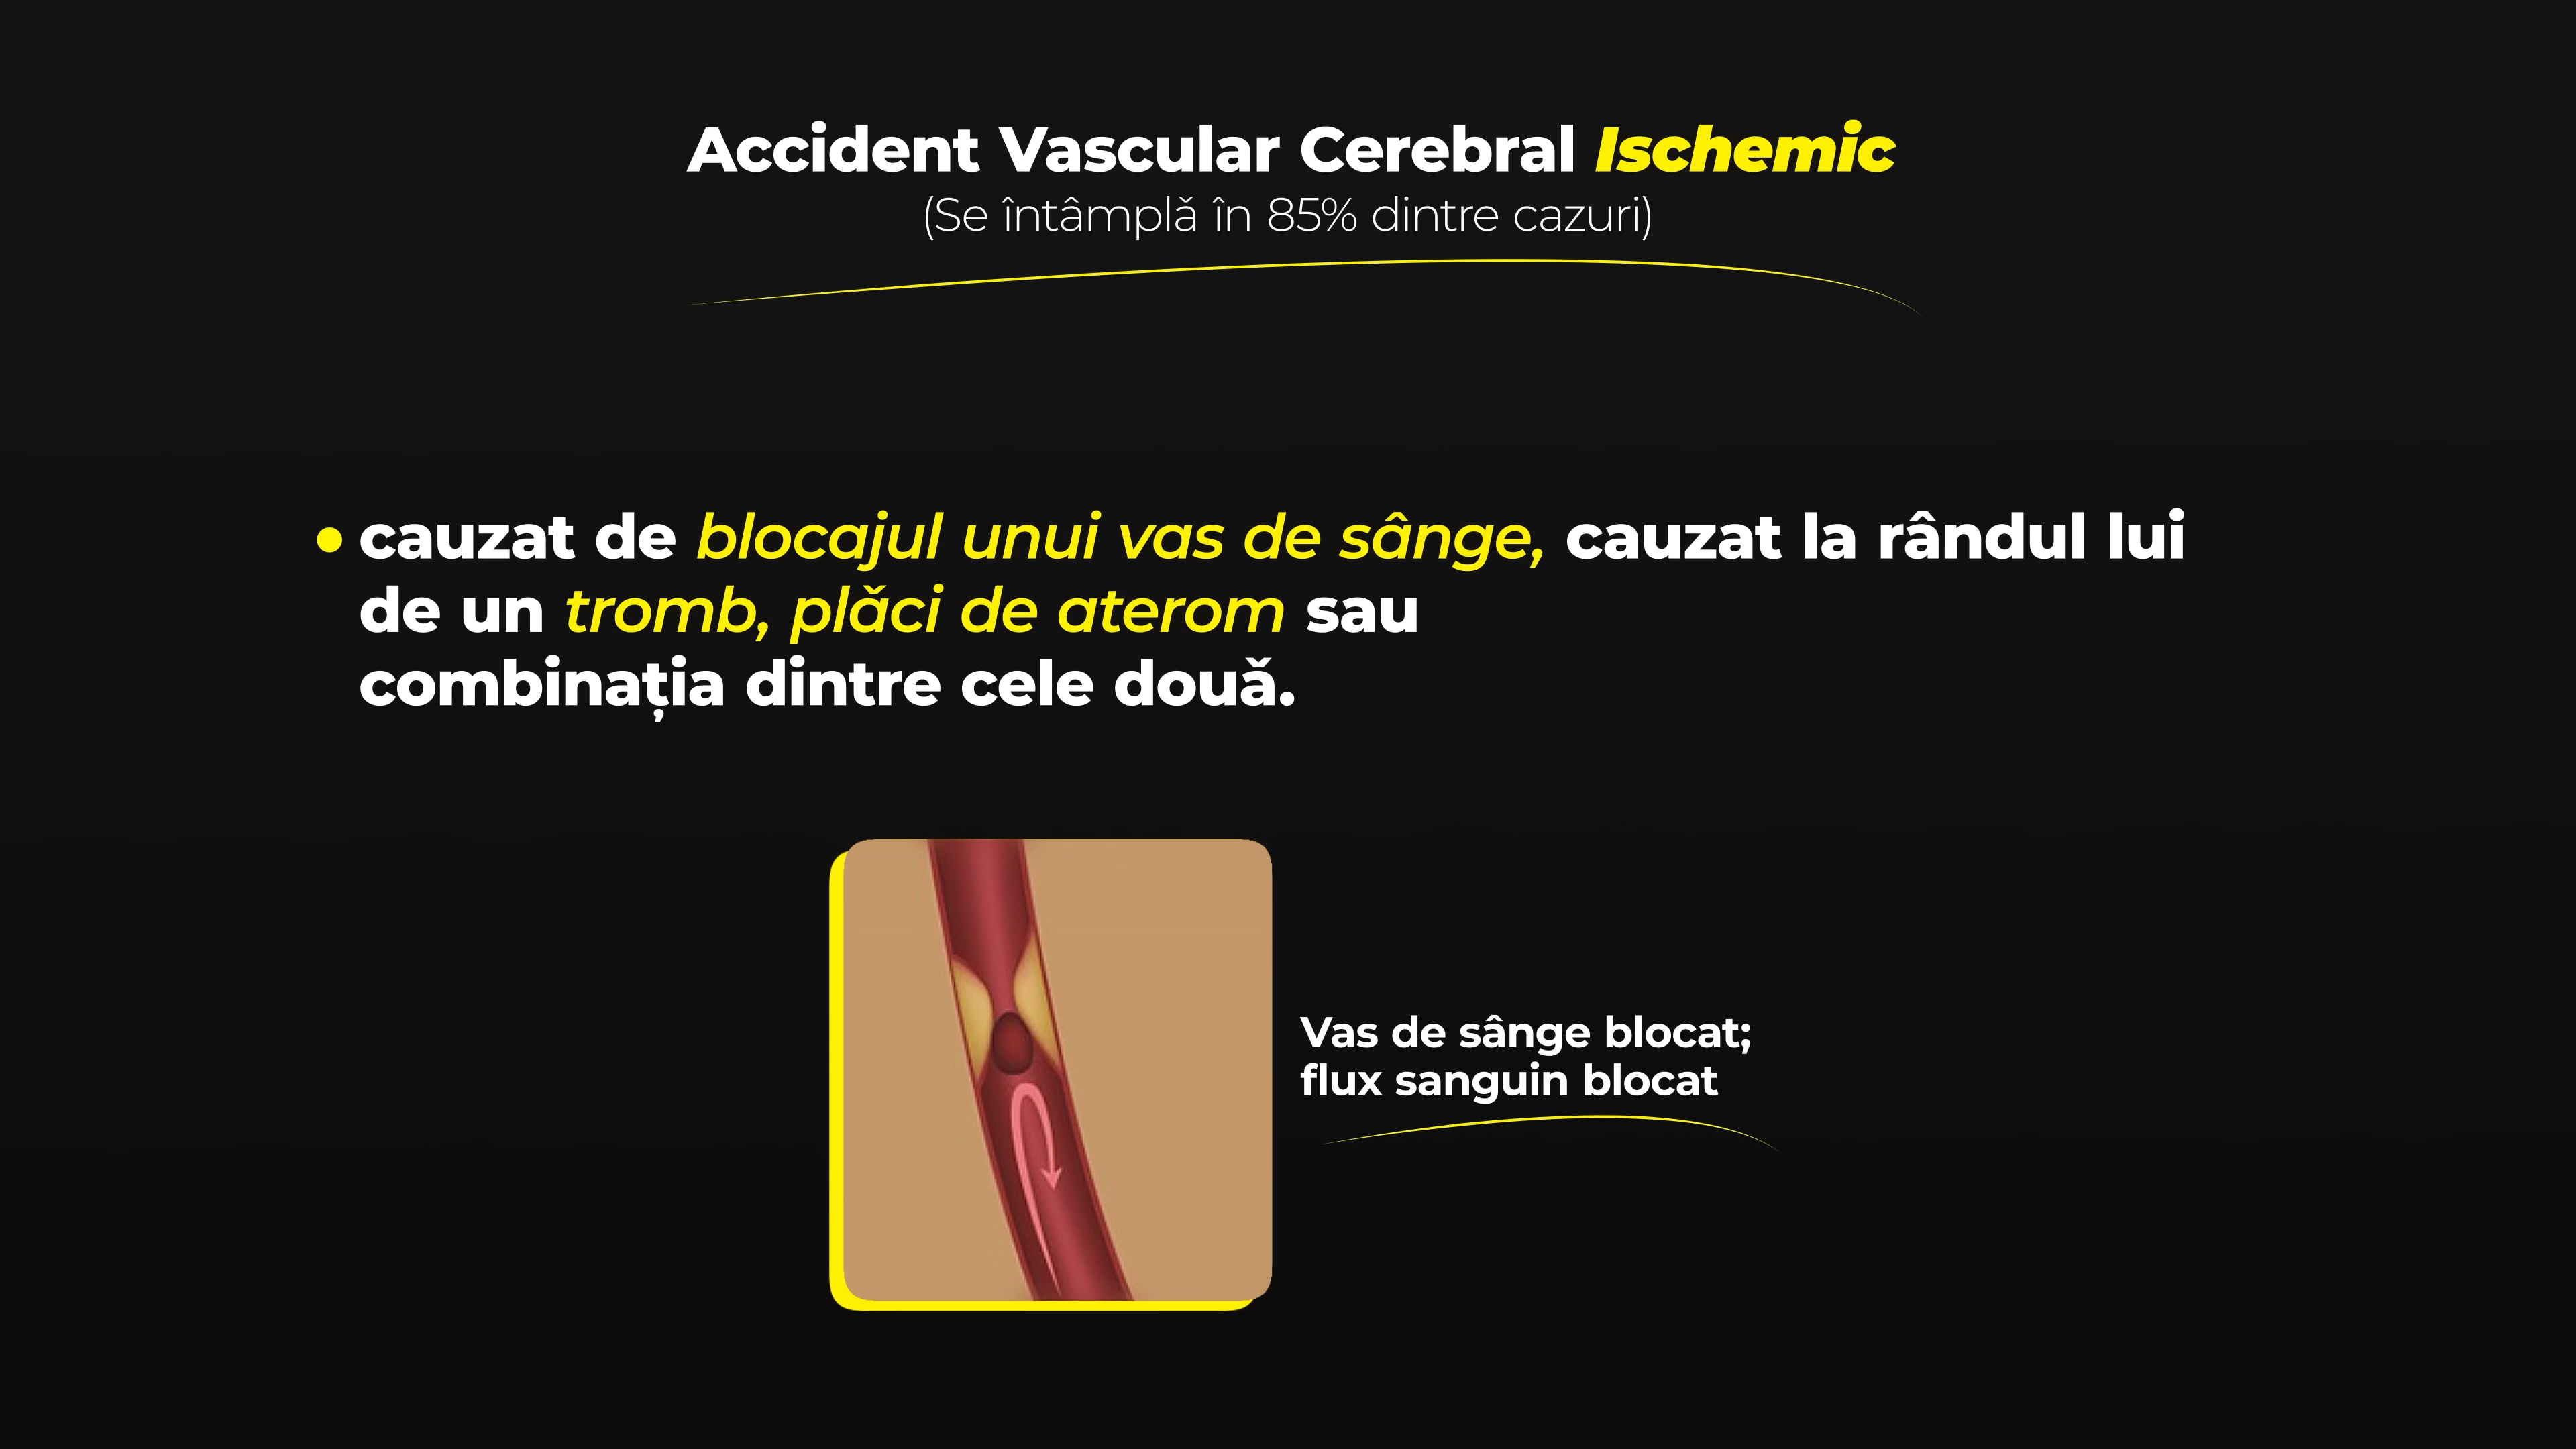 Accident Vascular Cerebral Ischemic
(Se întâmplă în 85% dintre cazuri)
• cauzat de blocajul unui vas de sânge, cauzat la rândul lui
de un tromb, plăci de aterom sau
combinația dintre cele două.
Vas de sânge blocat;
flux sanguin blocat